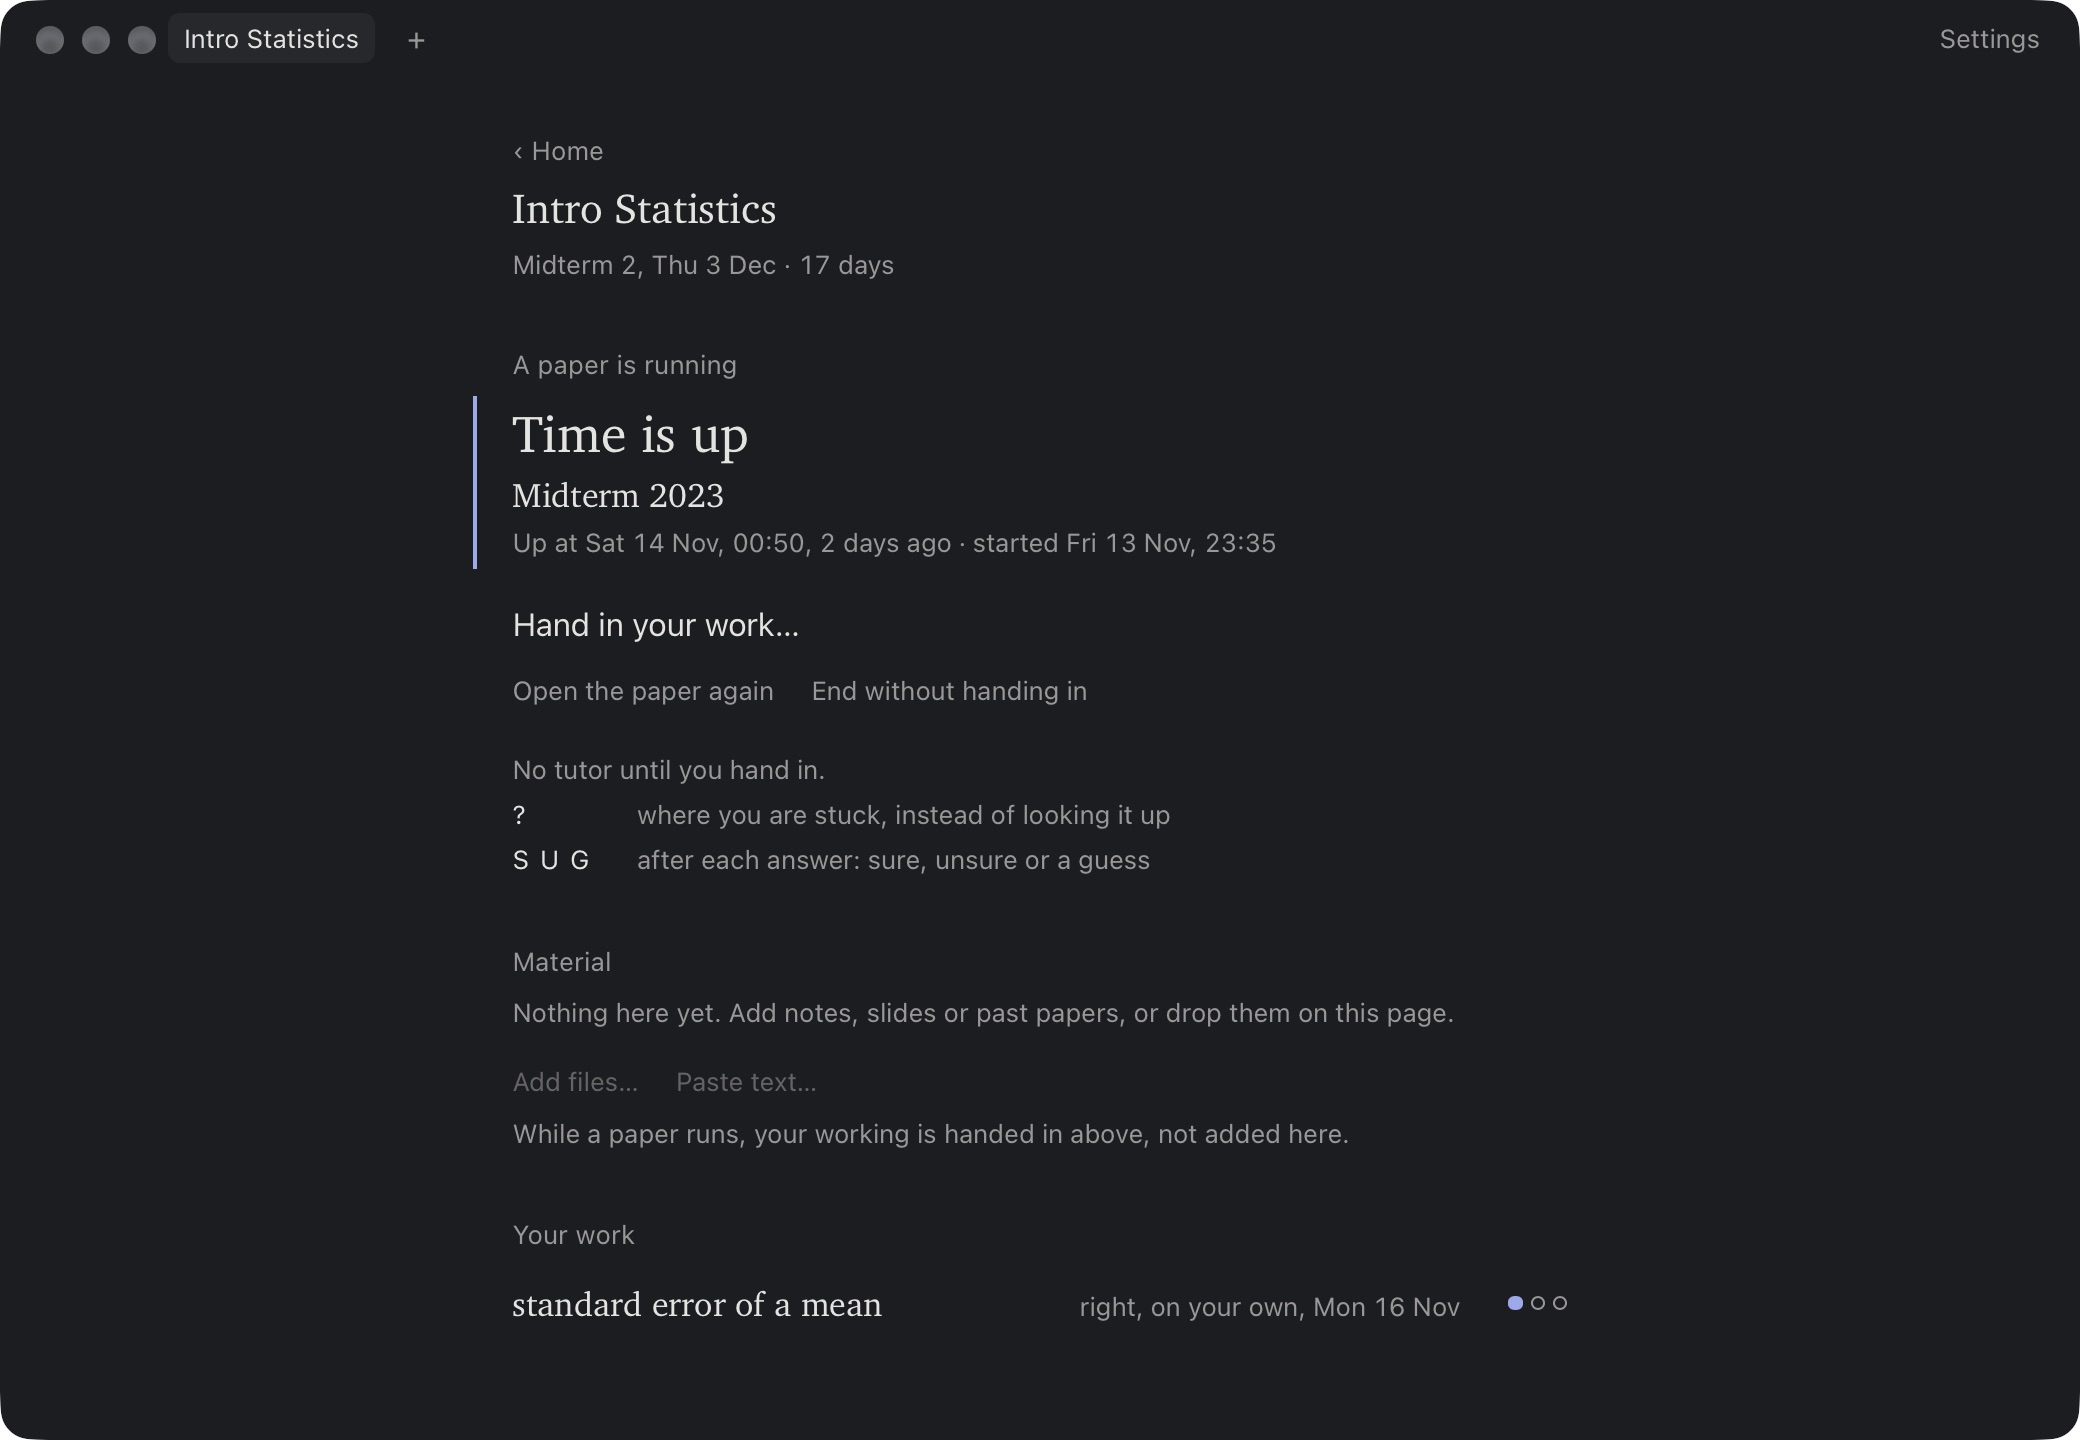 Intro Statistics
+
Settings
‹ Home
Intro Statistics
Midterm 2, Thu 3 Dec · 17 days
A paper is running
Time is up
Midterm 2023
Up at Sat 14 Nov, 00:50, 2 days ago · started Fri 13 Nov, 23:35
Hand in your work…
Open the paper again End without handing in
No tutor until you hand in.
? where you are stuck, instead of looking it up
S U G after each answer: sure, unsure or a guess
Material
Nothing here yet. Add notes, slides or past papers, or drop them on this page.
Add files… Paste text…
While a paper runs, your working is handed in above, not added here.
Your work
standard error of a mean right, on your own, Mon 16 Nov